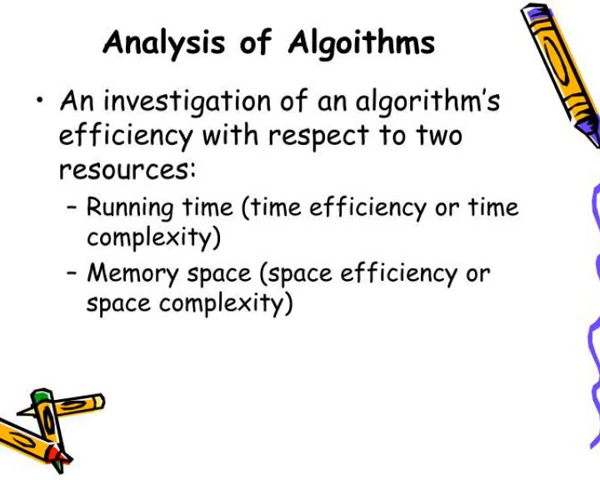 Analysis of Algoithms
• An investigation of an algorithm's
efficiency with respect to two
resources:
– Running time (time efficiency or time
complexity)
– Memory space (space efficiency or
space complexity)